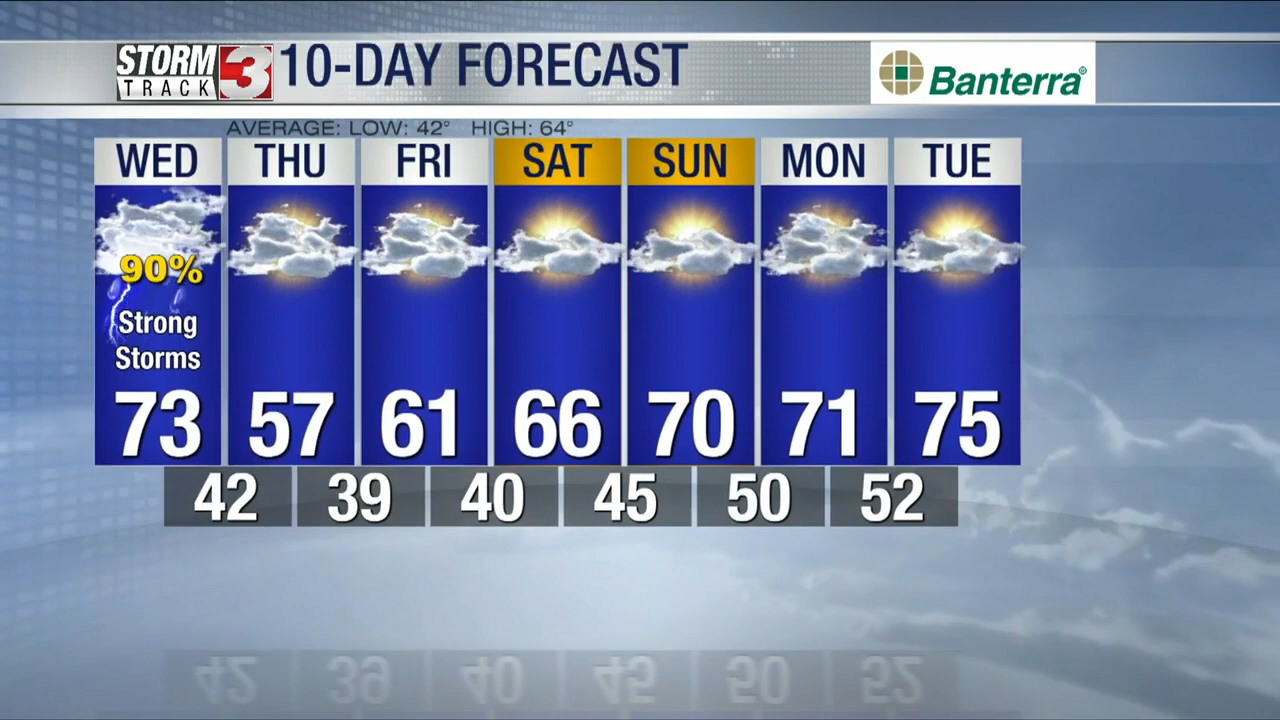 STORM TRACK 3 10-DAY FORECAST
Banterra®
AVERAGE: LOW: 42° HIGH: 64°
WED THU FRI SAT SUN MON TUE
90%
Strong
Storms
73 57 61 66 70 71 75
42 39 40 45 50 52